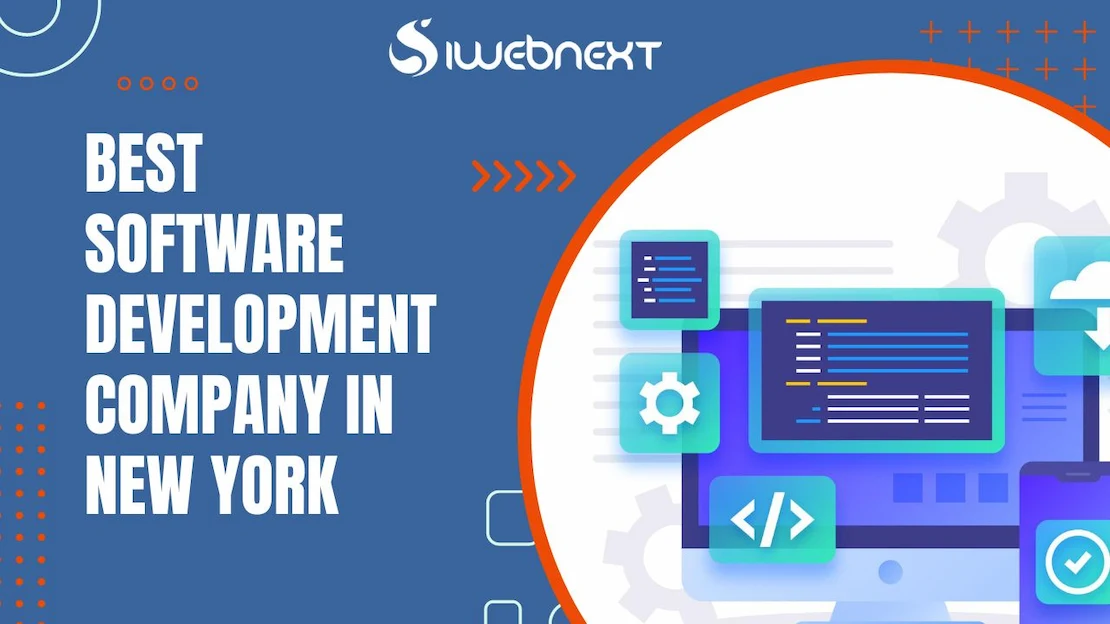 IWEBNEXT
BEST
SOFTWARE
DEVELOPMENT
COMPANY IN
NEW YORK
</>